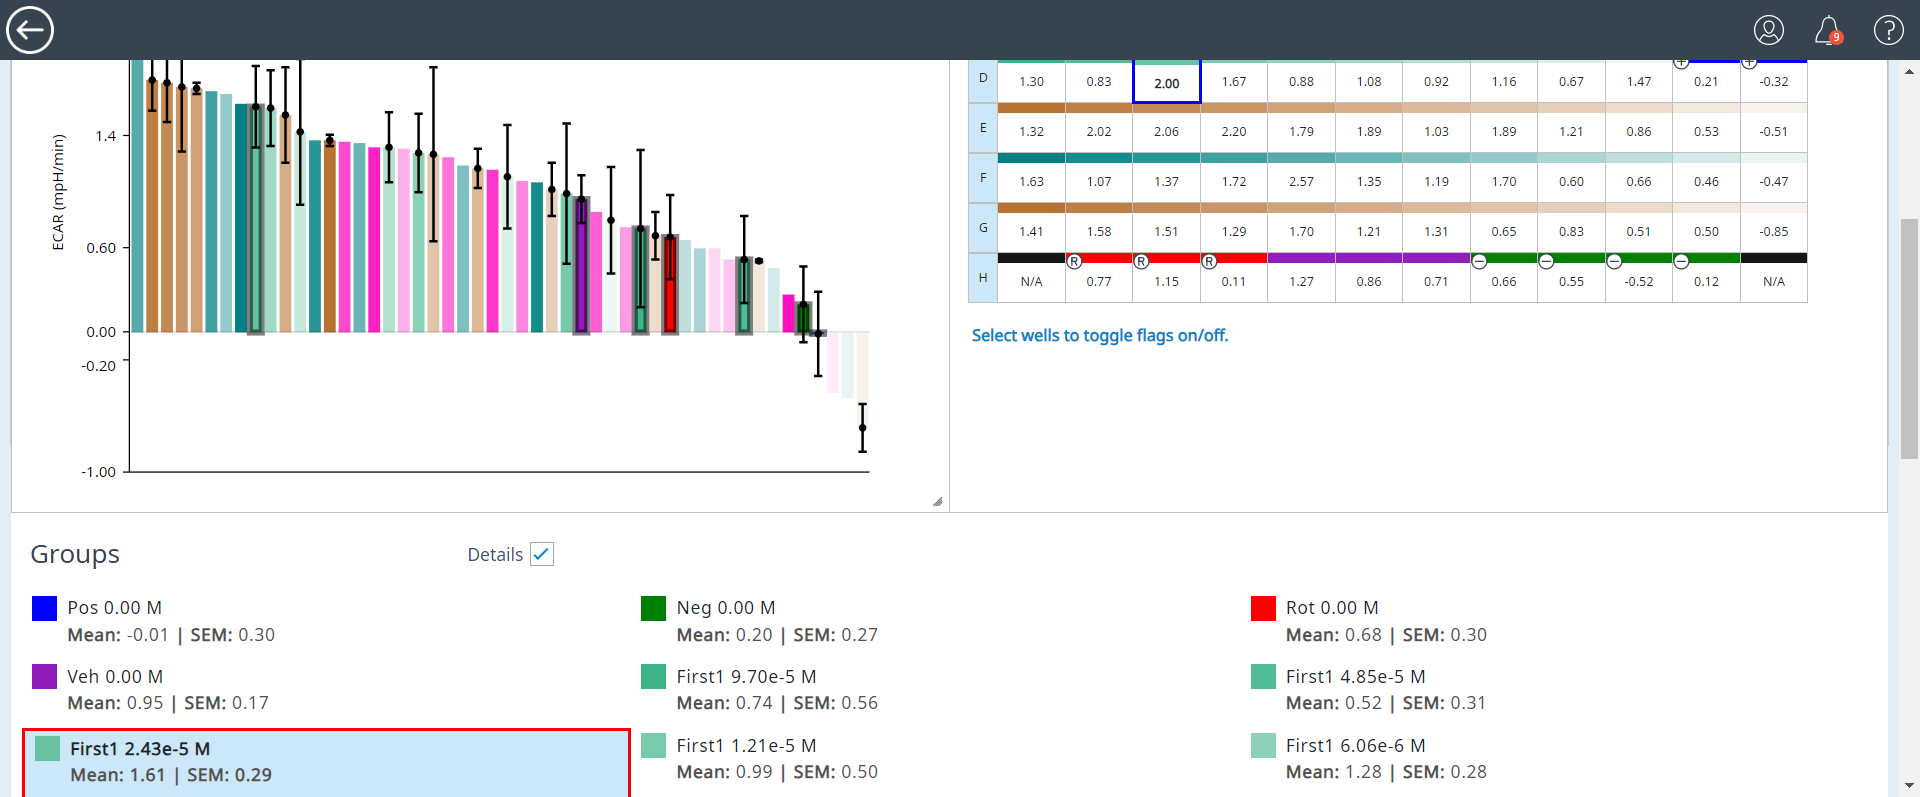 9
ECAR (mpH/min)
1.4
0.60
0.00
-0.20
-1.00
D 1.30 0.83 2.00 1.67 0.88 1.08 0.92 1.16 0.67 1.47 0.21 -0.32
E 1.32 2.02 2.06 2.20 1.79 1.89 1.03 1.89 1.21 0.86 0.53 -0.51
F 1.63 1.07 1.37 1.72 2.57 1.35 1.19 1.70 0.60 0.66 0.46 -0.47
G 1.41 1.58 1.51 1.29 1.70 1.21 1.31 0.65 0.83 0.51 0.50 -0.85
R R R
H N/A 0.77 1.15 0.11 1.27 0.86 0.71 0.66 0.55 -0.52 0.12 N/A
Select wells to toggle flags on/off.
Groups
Details
Pos 0.00 M
Mean: -0.01 | SEM: 0.30
Neg 0.00 M
Mean: 0.20 | SEM: 0.27
Rot 0.00 M
Mean: 0.68 | SEM: 0.30
Veh 0.00 M
Mean: 0.95 | SEM: 0.17
First1 9.70e-5 M
Mean: 0.74 | SEM: 0.56
First1 4.85e-5 M
Mean: 0.52 | SEM: 0.31
First1 2.43e-5 M
Mean: 1.61 | SEM: 0.29
First1 1.21e-5 M
Mean: 0.99 | SEM: 0.50
First1 6.06e-6 M
Mean: 1.28 | SEM: 0.28